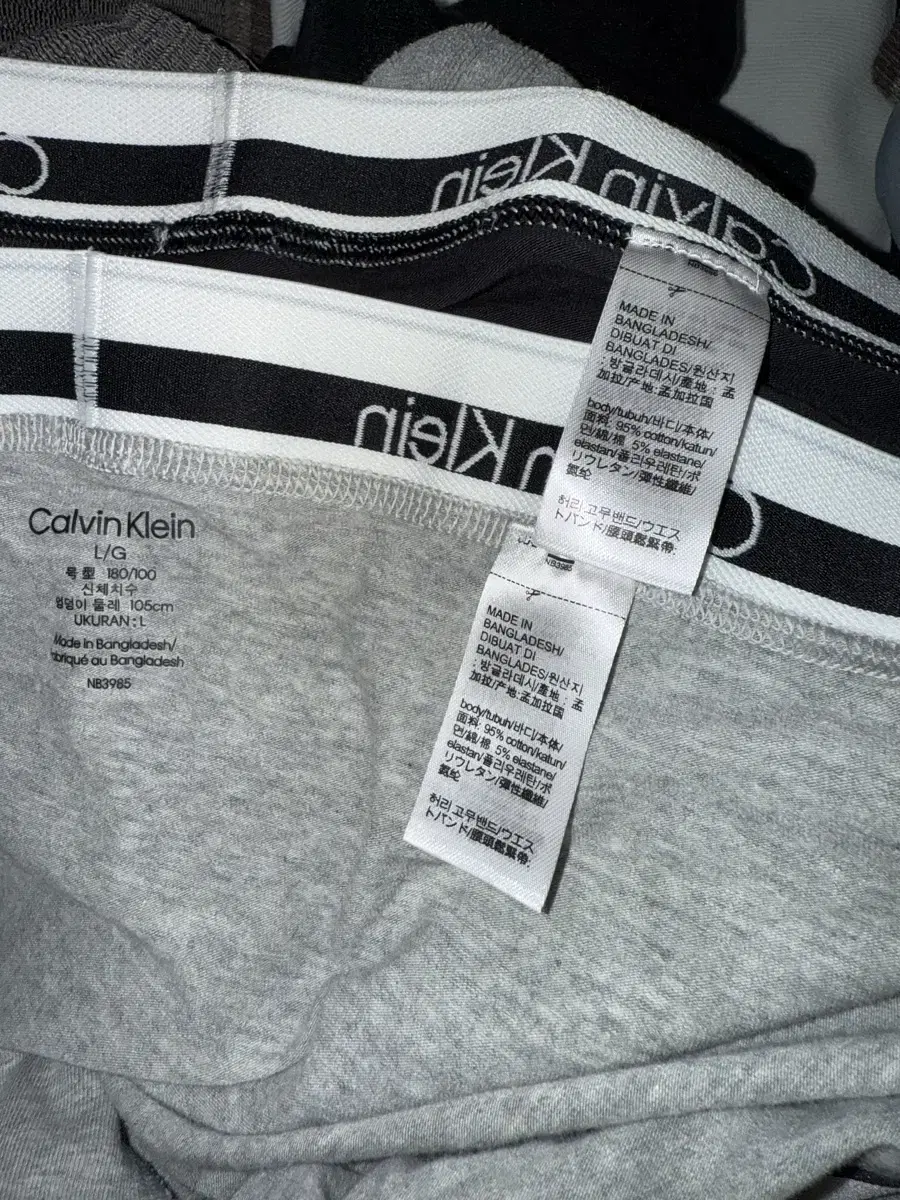 Calvin Klein
Calvin Klein
MADE IN
BANGLADESH/
DIBUAT DI
BANGLADES/원산지
: 방글라데시/產地 : 孟
加拉/产地:孟加拉国
body/tubuh/바디/本体/
面料: 95% cotton/katun/
면/綿/棉 5% elastane/
elastan/폴리우레탄/ポ
リウレタン/彈性纖維/
氨纶
허리 고무밴드/ウエス
トバンド/腰頭鬆緊帶:
Calvin Klein
L/G
号型 180/100
신체치수
엉덩이 둘레 105cm
UKURAN : L
Made in Bangladesh/
briqué au Bangladesh
NB3985
NB3985
MADE IN
BANGLADESH/
DIBUAT DI
BANGLADES/원산지
: 방글라데시/產地 : 孟
加拉/产地:孟加拉国
body/tubuh/바디/本体/
面料: 95% cotton/katun/
면/綿/棉 5% elastane/
elastan/폴리우레탄/ポ
リウレタン/彈性纖維/
氨纶
허리 고무밴드/ウエス
トバンド/腰頭鬆緊帶: